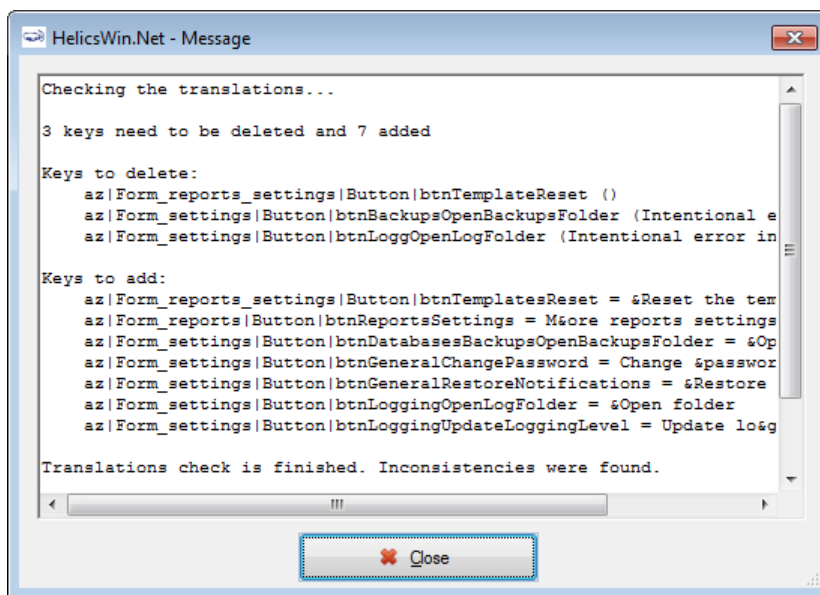 HelicsWin.Net - Message
Checking the translations...
3 keys need to be deleted and 7 added
Keys to delete:
az|Form_reports_settings|Button|btnTemplateReset ()
az|Form_settings|Button|btnBackupsOpenBackupsFolder (Intentional e
az|Form_settings|Button|btnLoggOpenLogFolder (Intentional error in
Keys to add:
az|Form_reports_settings|Button|btnTemplatesReset = &Reset the tem
az|Form_reports|Button|btnReportsSettings = M&ore reports settings
az|Form_settings|Button|btnDatabasesBackupsOpenBackupsFolder = &Op
az|Form_settings|Button|btnGeneralChangePassword = Change &passwor
az|Form_settings|Button|btnGeneralRestoreNotifications = &Restore
az|Form_settings|Button|btnLoggingOpenLogFolder = &Open folder
az|Form_settings|Button|btnLoggingUpdateLoggingLevel = Update lo&g
Translations check is finished. Inconsistencies were found.
Close